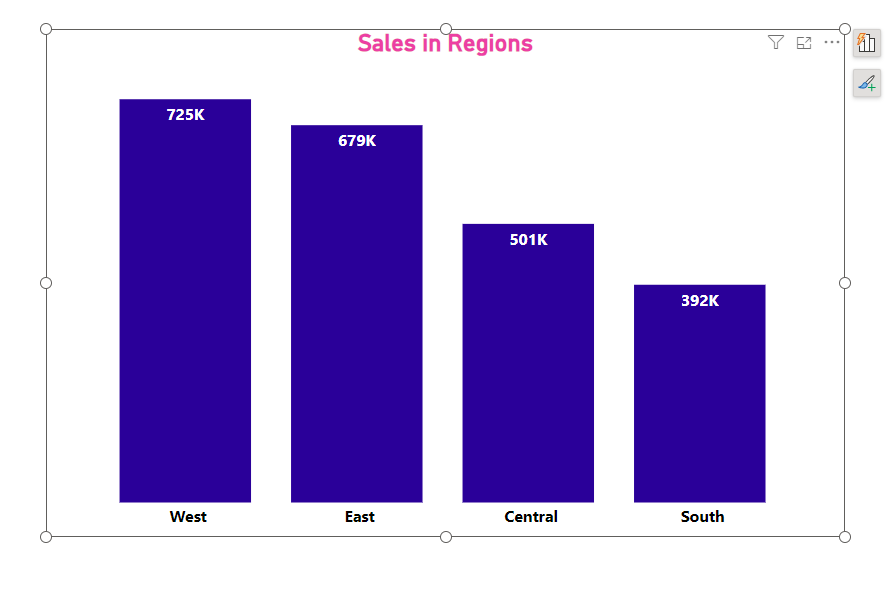 Sales in Regions
725K
679K
501K
392K
West East Central South